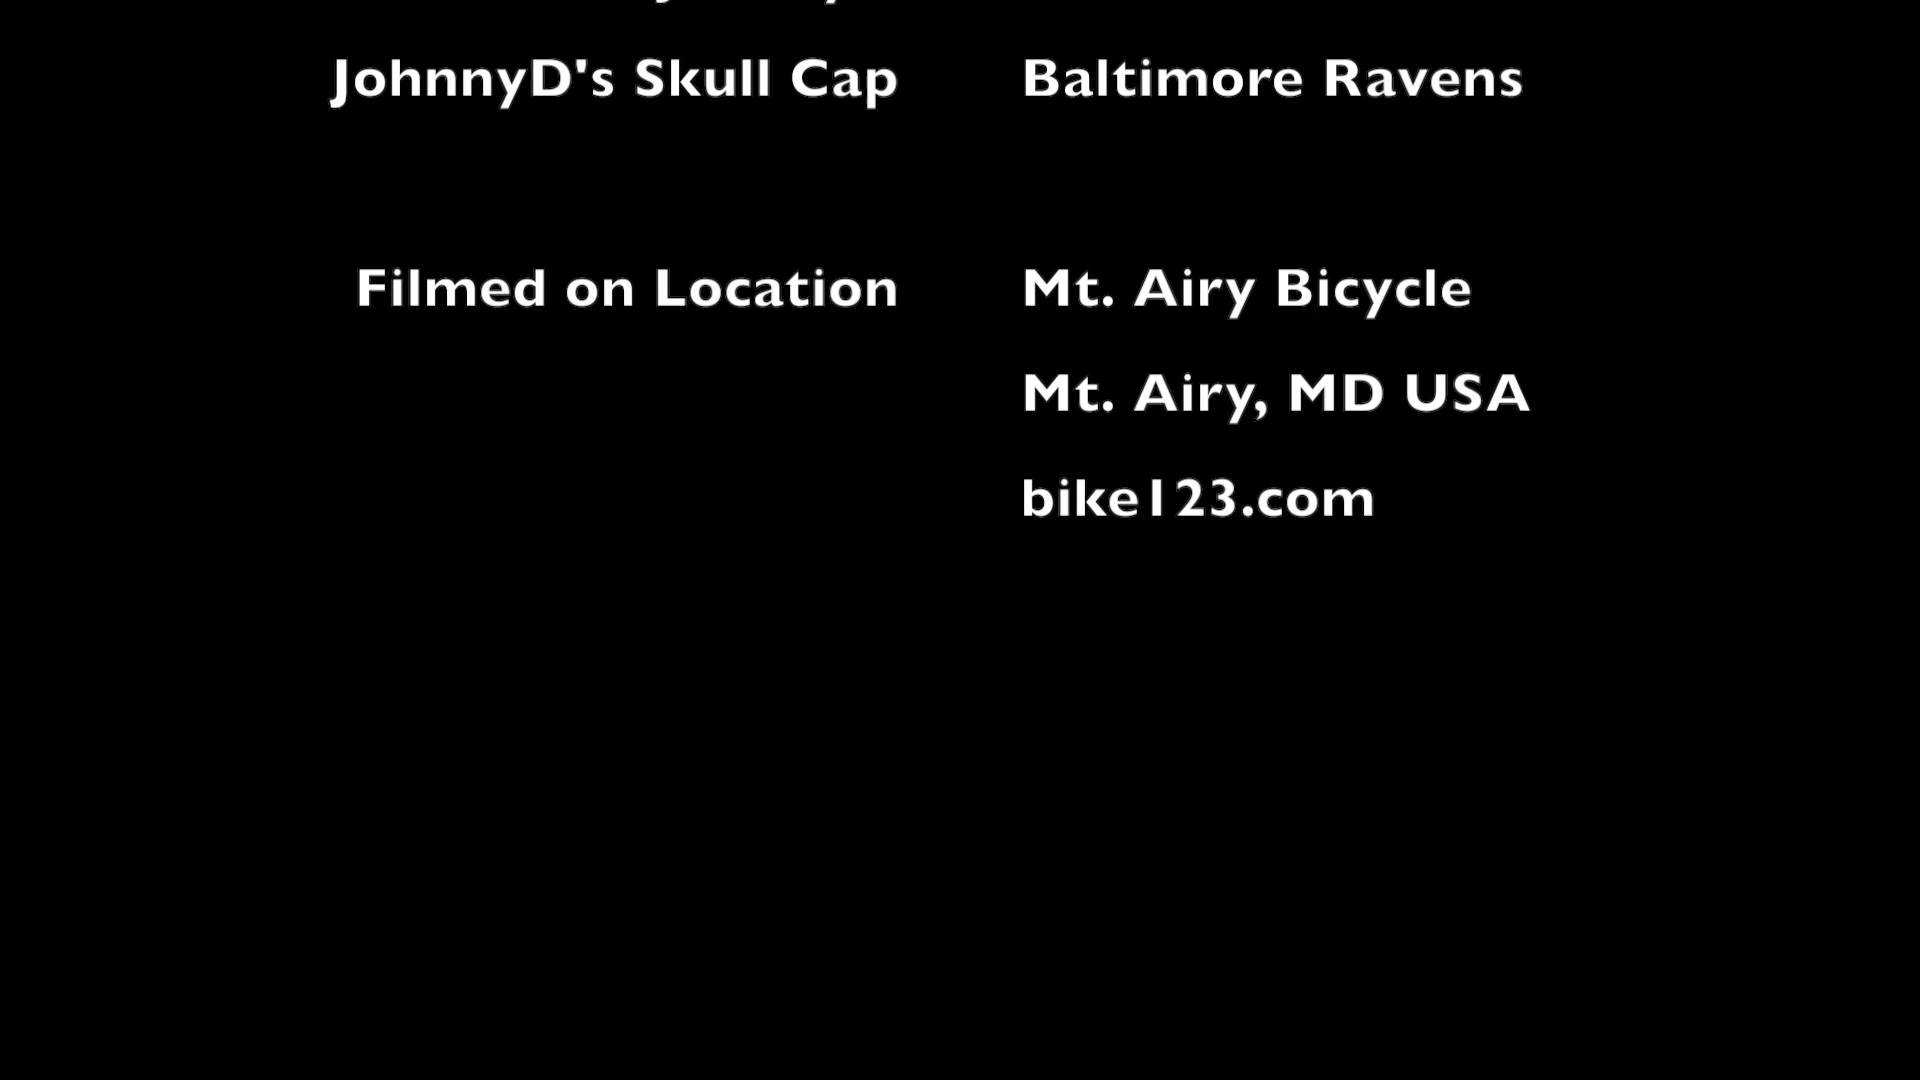 JohnnyD's Skull Cap Baltimore Ravens
Filmed on Location Mt. Airy Bicycle
Mt. Airy, MD USA
bike123.com